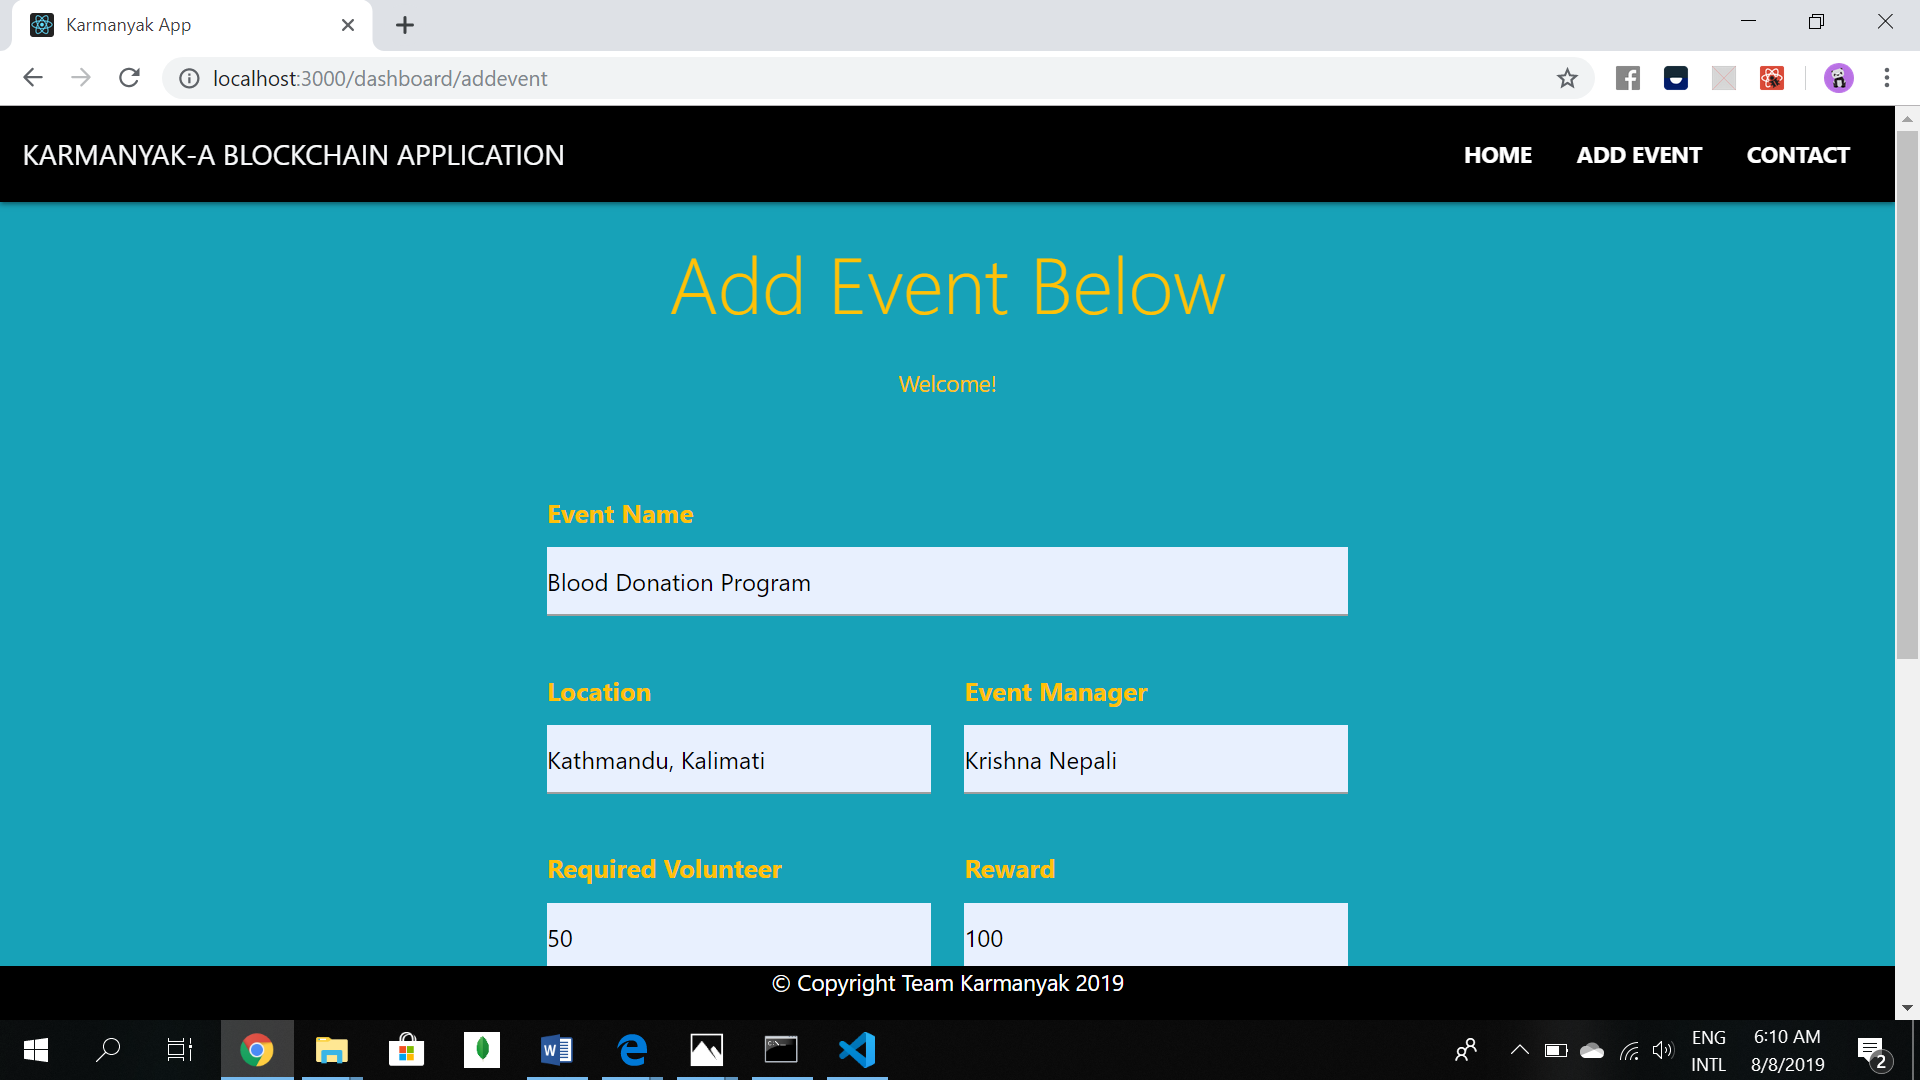 Karmanyak App
localhost:3000/dashboard/addevent
KARMANYAK-A BLOCKCHAIN APPLICATION
HOME ADD EVENT CONTACT
Add Event Below
Welcome!
Event Name
Blood Donation Program
Location Event Manager
Kathmandu, Kalimati Krishna Nepali
Required Volunteer Reward
50 100
© Copyright Team Karmanyak 2019
ENG 6:10 AM
INTL 8/8/2019
2